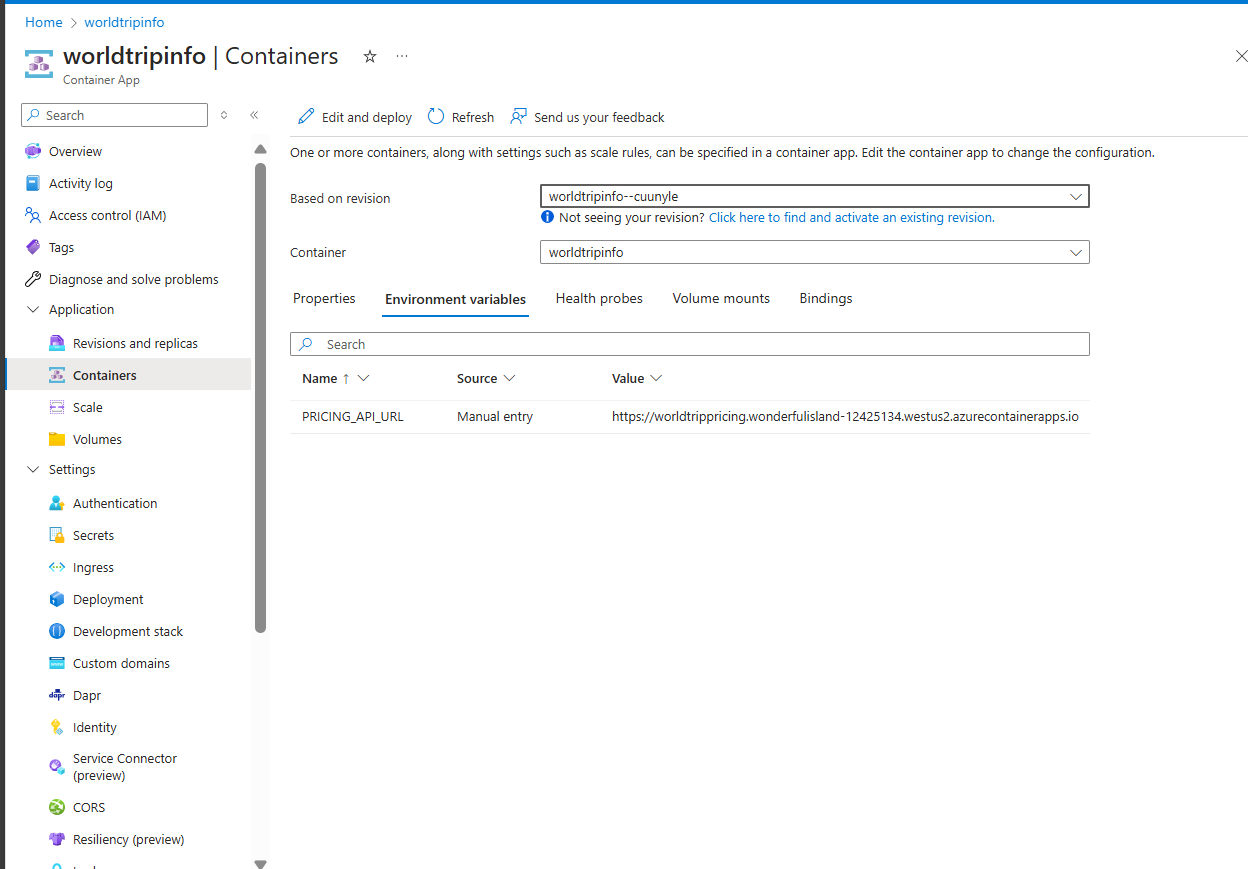 Home > worldtripinfo
worldtripinfo | Containers
Container App
Search
Overview
Activity log
Access control (IAM)
Tags
Diagnose and solve problems
Application
Revisions and replicas
Containers
Scale
Volumes
Settings
Authentication
Secrets
Ingress
Deployment
Development stack
Custom domains
dapr Dapr
Identity
Service Connector
(preview)
CORS
Resiliency (preview)
Edit and deploy Refresh Send us your feedback
One or more containers, along with settings such as scale rules, can be specified in a container app. Edit the container app to change the configuration.
Based on revision worldtripinfo--cuunyle
Not seeing your revision? Click here to find and activate an existing revision.
Container worldtripinfo
Properties Environment variables Health probes Volume mounts Bindings
Search
Name ↑ Source Value
PRICING_API_URL Manual entry https://worldtrippricing.wonderfulisland-12425134.westus2.azurecontainerapps.io